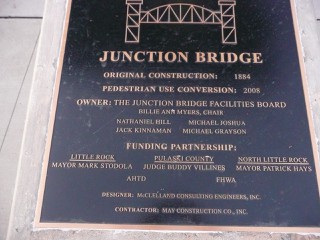 JUNCTION BRIDGE
ORIGINAL CONSTRUCTION: 1884
PEDESTRIAN USE CONVERSION: 2008
OWNER: THE JUNCTION BRIDGE FACILITIES BOARD
BILLIE ANN MYERS, CHAIR
NATHANIEL HILL MICHAEL JOSHUA
JACK KINNAMAN MICHAEL GRAYSON
FUNDING PARTNERSHIP:
LITTLE ROCK PULASKI COUNTY NORTH LITTLE ROCK
MAYOR MARK STODOLA JUDGE BUDDY VILLINES MAYOR PATRICK HAYS
AHTD FHWA
DESIGNER: McCLELLAND CONSULTING ENGINEERS, INC.
CONTRACTOR: MAY CONSTRUCTION CO., INC.